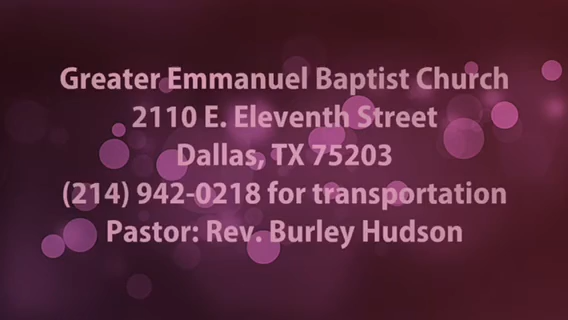 Greater Emmanuel Baptist Church
2110 E. Eleventh Street
Dallas, TX 75203
(214) 942-0218 for transportation
Pastor: Rev. Burley Hudson